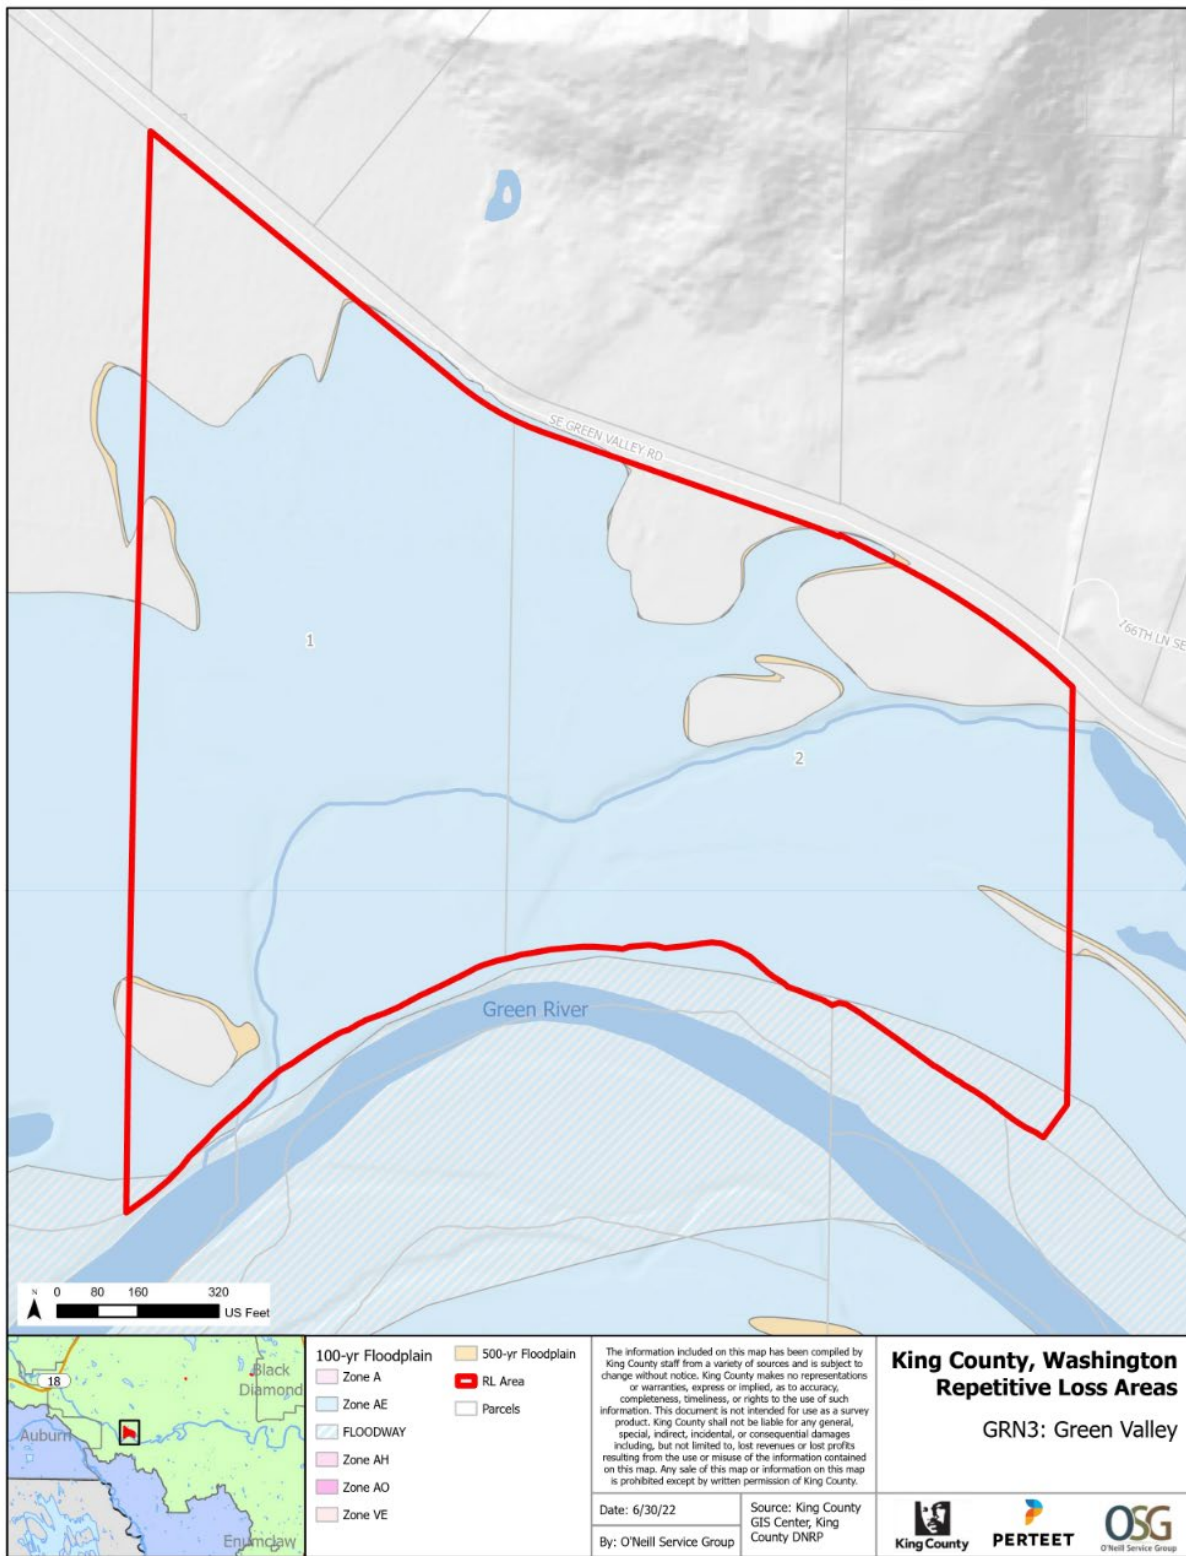 SE GREEN VALLEY RD
166TH LN SE
1
2
Green River
N 0 80 160 320
US Feet
18
Black
Diamond
Auburn
Enumclaw
100-yr Floodplain
Zone A
Zone AE
FLOODWAY
Zone AH
Zone AO
Zone VE
500-yr Floodplain
RL Area
Parcels
The information included on this map has been compiled by
King County staff from a variety of sources and is subject to
change without notice. King County makes no representations
or warranties, express or implied, as to accuracy,
completeness, timeliness, or rights to the use of such
information. This document is not intended for use as a survey
product. King County shall not be liable for any general,
special, indirect, incidental, or consequential damages
including, but not limited to, lost revenues or lost profits
resulting from the use or misuse of the information contained
on this map. Any sale of this map or information on this map
is prohibited except by written permission of King County.
Date: 6/30/22
By: O'Neill Service Group
Source: King County
GIS Center, King
County DNRP
King County, Washington
Repetitive Loss Areas
GRN3: Green Valley
King County
PERTEET
OSG
O'Neill Service Group